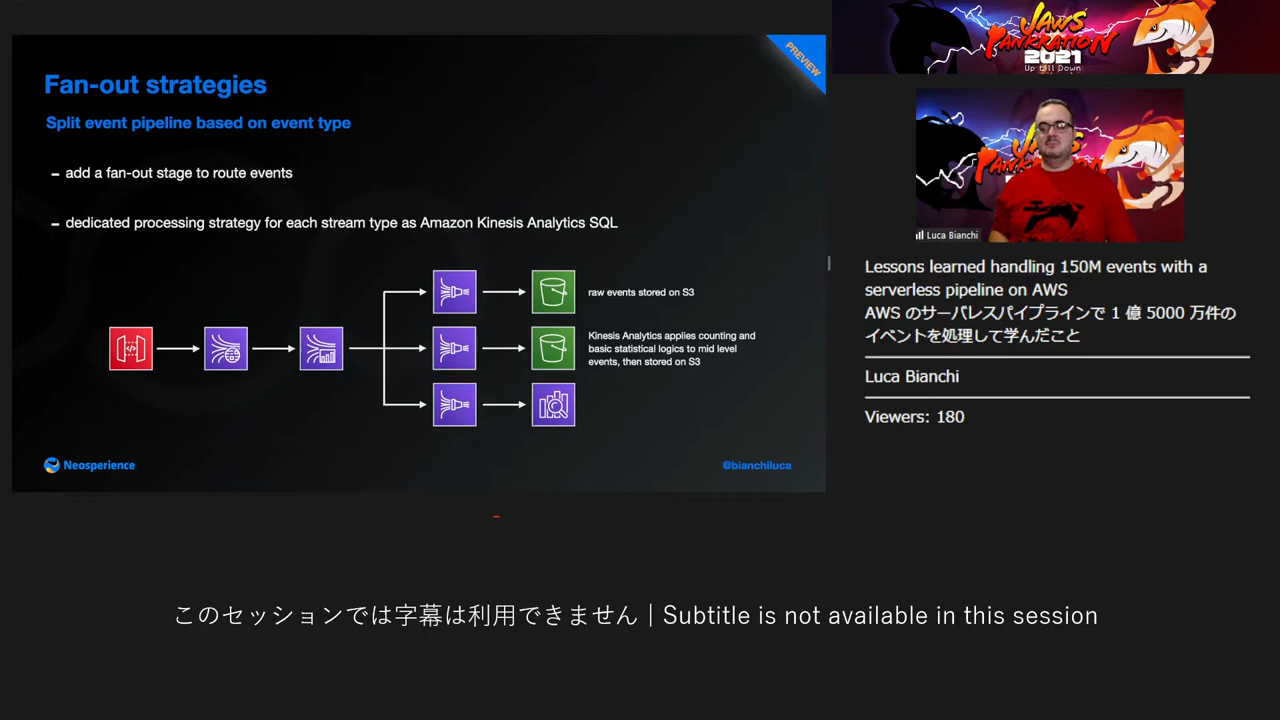 PREVIEW
Fan-out strategies
Split event pipeline based on event type
– add a fan-out stage to route events
– dedicated processing strategy for each stream type as Amazon Kinesis Analytics SQL
raw events stored on S3
Kinesis Analytics applies counting and
basic statistical logics to mid level
events, then stored on S3
Neosperience
@bianchiluca
JAWS
PANKRATION
2021
Up till Down
Luca Bianchi
Lessons learned handling 150M events with a
serverless pipeline on AWS
AWS のサーバレスパイプラインで 1 億 5000 万件の
イベントを処理して学んだこと
Luca Bianchi
Viewers: 180
このセッションでは字幕は利用できません | Subtitle is not available in this session